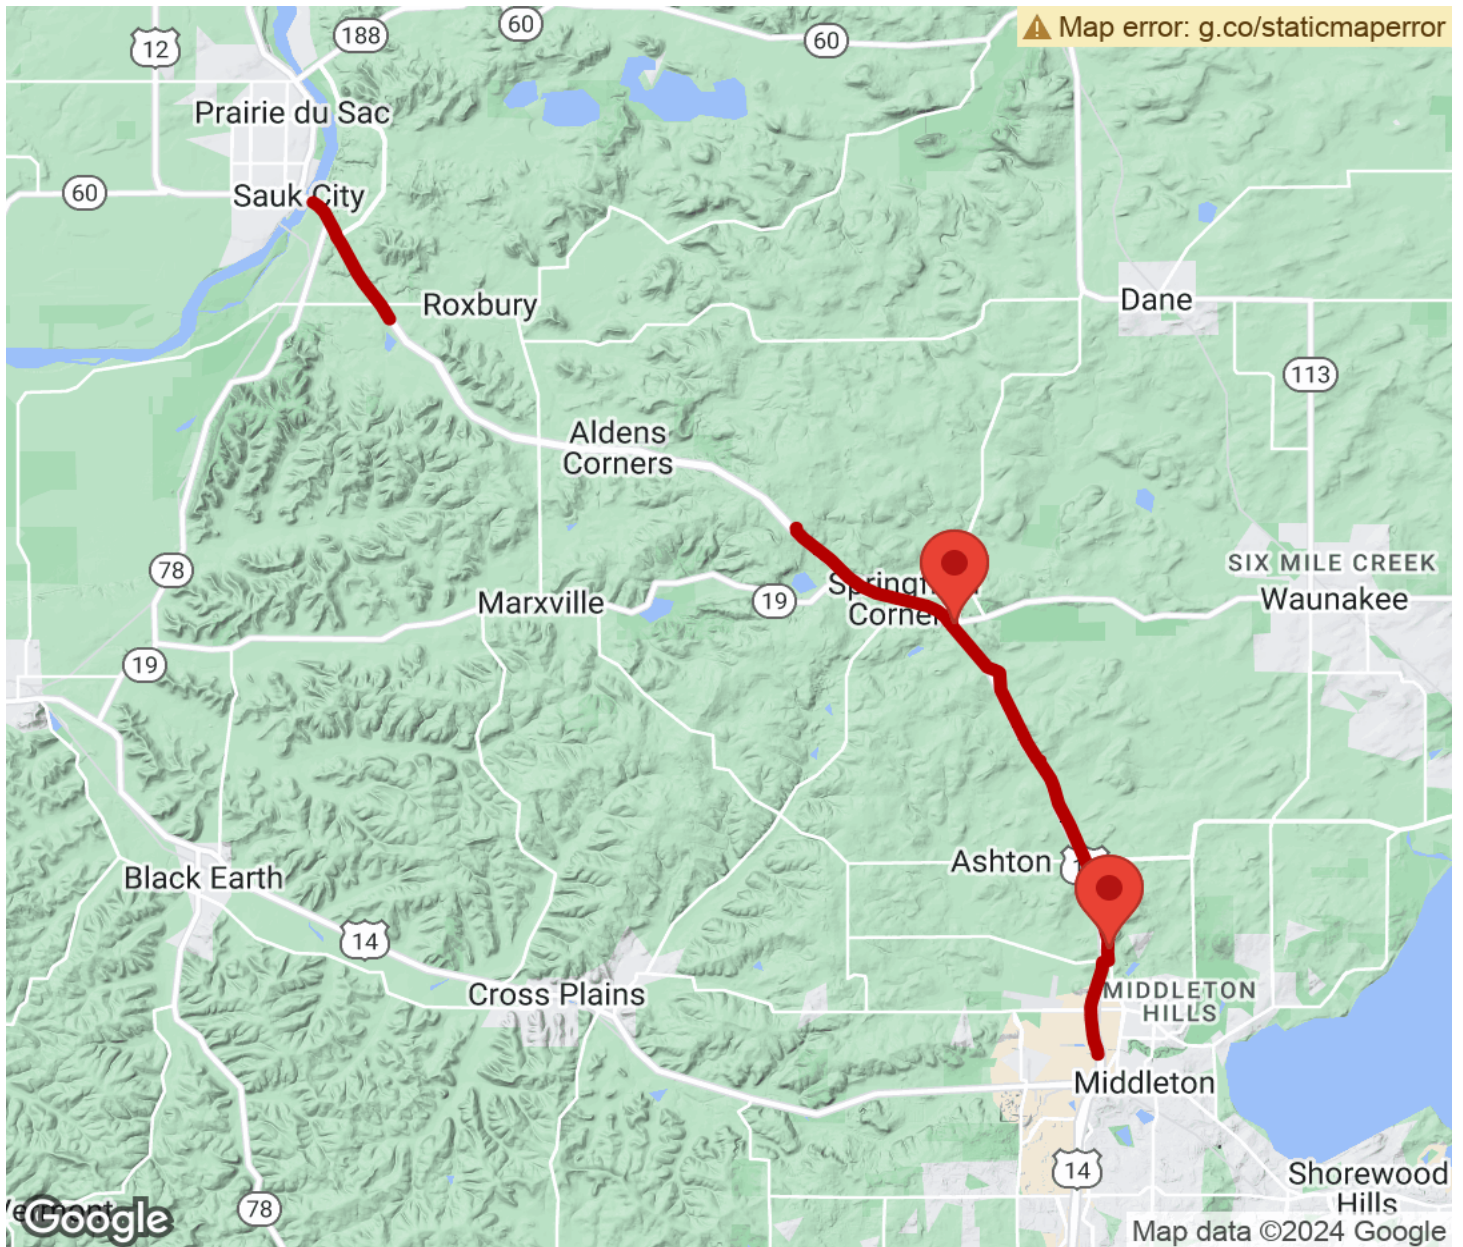 Map error: g.co/staticmaperror
12
188
60
60
Prairie du Sac
60
Sauk City
Roxbury
Dane
113
Aldens
Corners
78
SIX MILE CREEK
Waunakee
Marxville
19
Corner
19
Ashton
Black Earth
14
Cross Plains
MIDDLETON
HILLS
Middleton
14
Shorewood
Hills
78
Google
Map data ©2024 Google